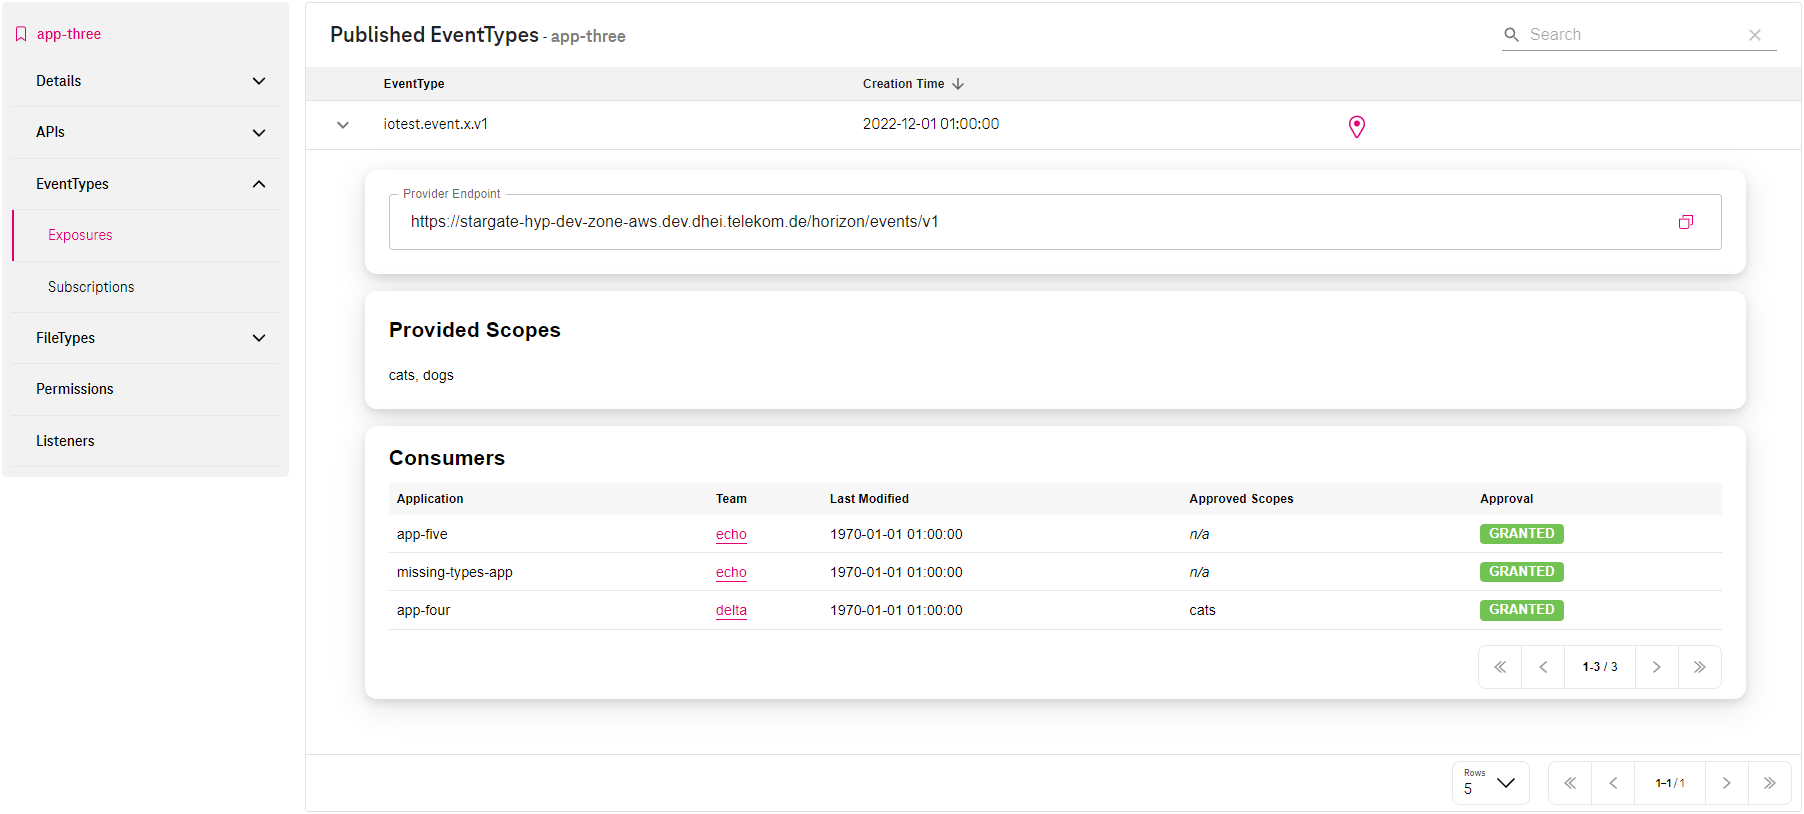 app-three
Details
APIs
EventTypes
Exposures
Subscriptions
FileTypes
Permissions
Listeners
Published EventTypes - app-three
Search
EventType Creation Time
iotest.event.x.v1 2022-12-01 01:00:00
Provider Endpoint
https://stargate-hyp-dev-zone-aws.dev.dhei.telekom.de/horizon/events/v1
Provided Scopes
cats, dogs
Consumers
Application Team Last Modified Approved Scopes Approval
app-five echo 1970-01-01 01:00:00 n/a GRANTED
missing-types-app echo 1970-01-01 01:00:00 n/a GRANTED
app-four delta 1970-01-01 01:00:00 cats GRANTED
1-3 / 3
Rows
5
1-1 / 1